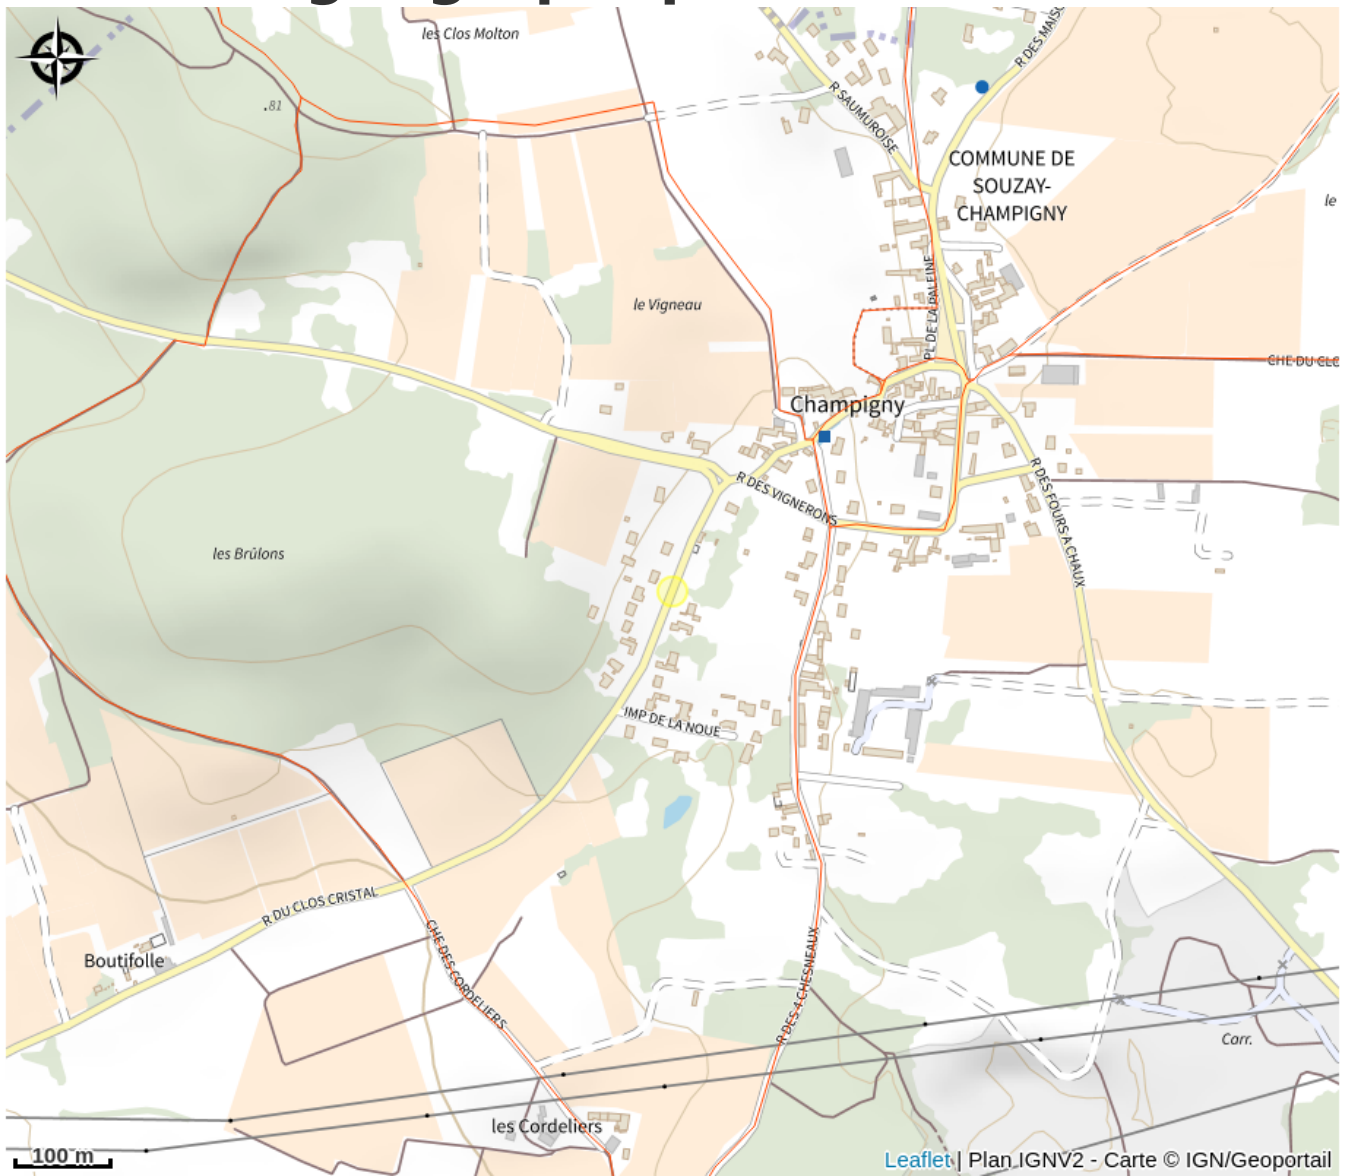 les Clos Molton
R DES MAISO
.81
R SAUMUROISE
COMMUNE DE
SOUZAY-
CHAMPIGNY
le
le Vigneau
PL DE LA BALEINE
CHE DU CLO
Champigny
R DES VIGNERONS
R DES FOURS A CHAUX
les Brûlons
IMP DE LA NOUE
R DU CLOS CRISTAL
CHE DES CORDELIERS
R DES 4 CHESNEAUX
Boutifolle
Carr.
les Cordeliers
100 m
Leaflet | Plan IGNV2 - Carte © IGN/Geoportail